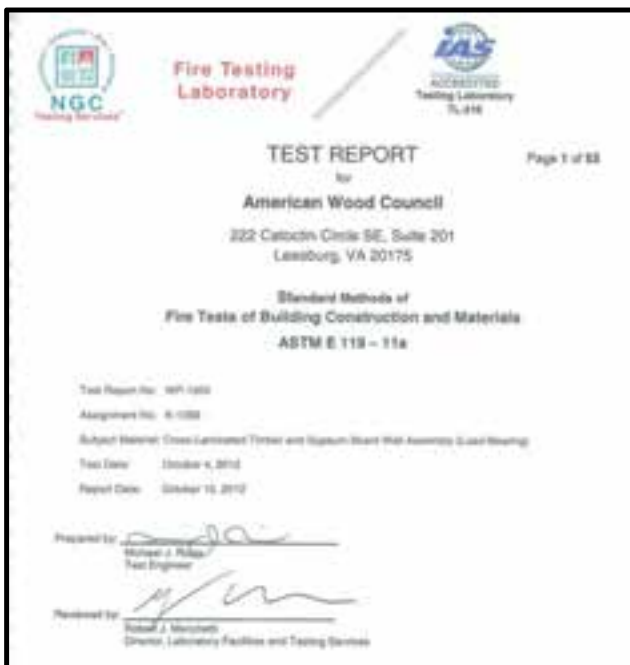 NGC
Testing Services
Fire Testing
Laboratory
IAS
ACCREDITED
Testing Laboratory
TEST REPORT
Page 1 of
for
American Wood Council
222 Catoctin Circle SE, Suite 201
Leesburg, VA 20175
Standard Methods of
Fire Tests of Building Construction and Materials
ASTM E 119 – 11a
Test Report No:
Assignment No:
Subject Material: Cross-Laminated Timber and Gypsum Board Wall Assembly (Load-Bearing)
Test Date: October 4, 2012
Report Date: October 15, 2012
Prepared by:
Michael J.
Test Engineer
Reviewed by:
Robert J. Menchetti
Director, Laboratory Facilities and Testing Services